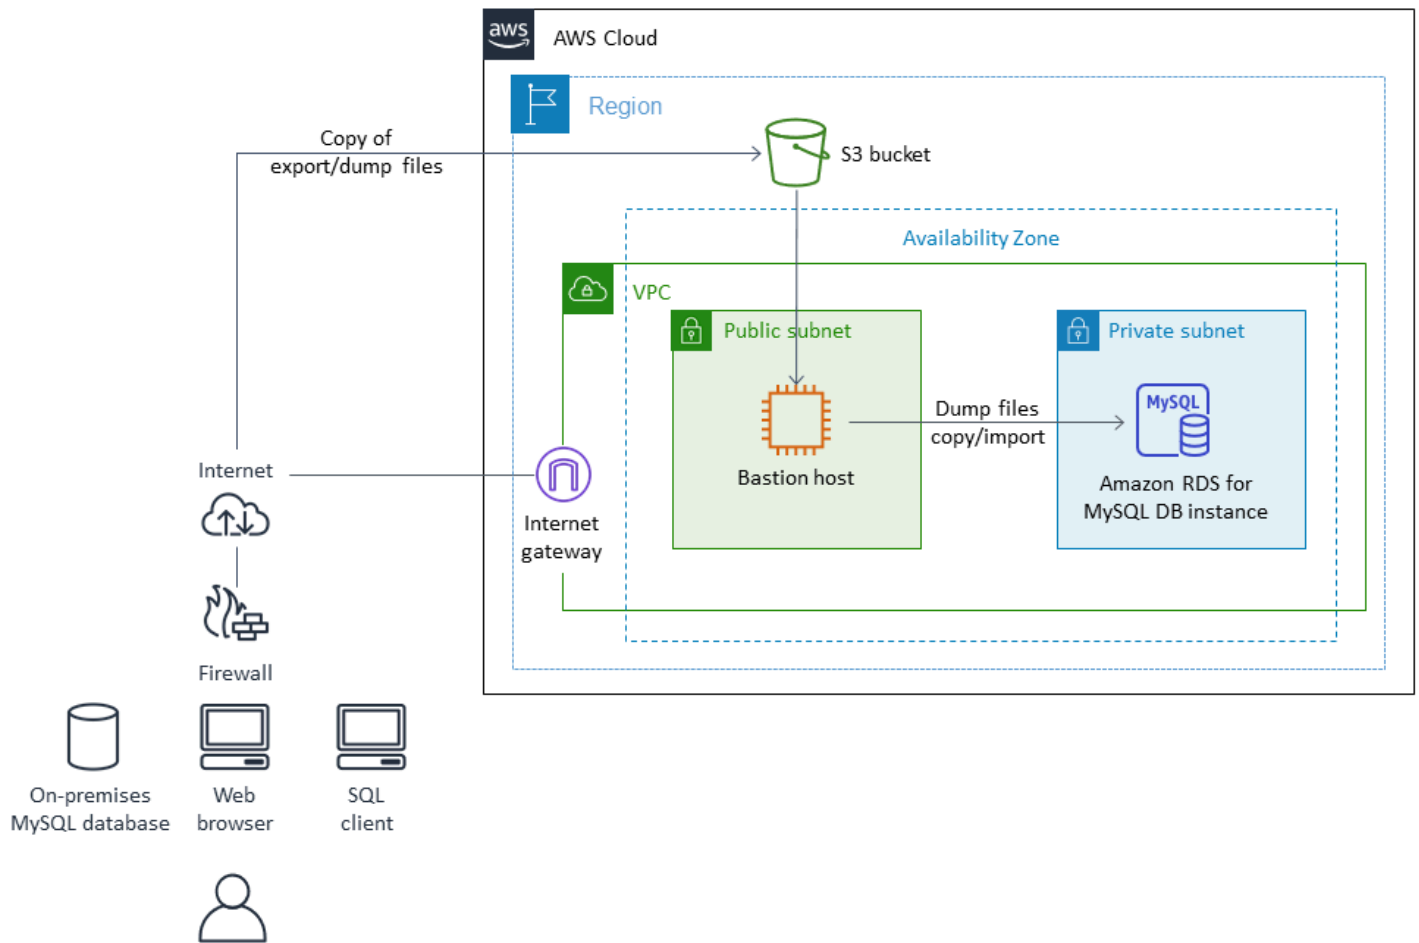 aws
AWS Cloud
Region
Copy of
export/dump files
S3 bucket
Availability Zone
VPC
Public subnet
Private subnet
MySQL
Dump files
copy/import
Bastion host
Amazon RDS for
MySQL DB instance
Internet
Internet
gateway
Firewall
On-premises
MySQL database
Web
browser
SQL
client